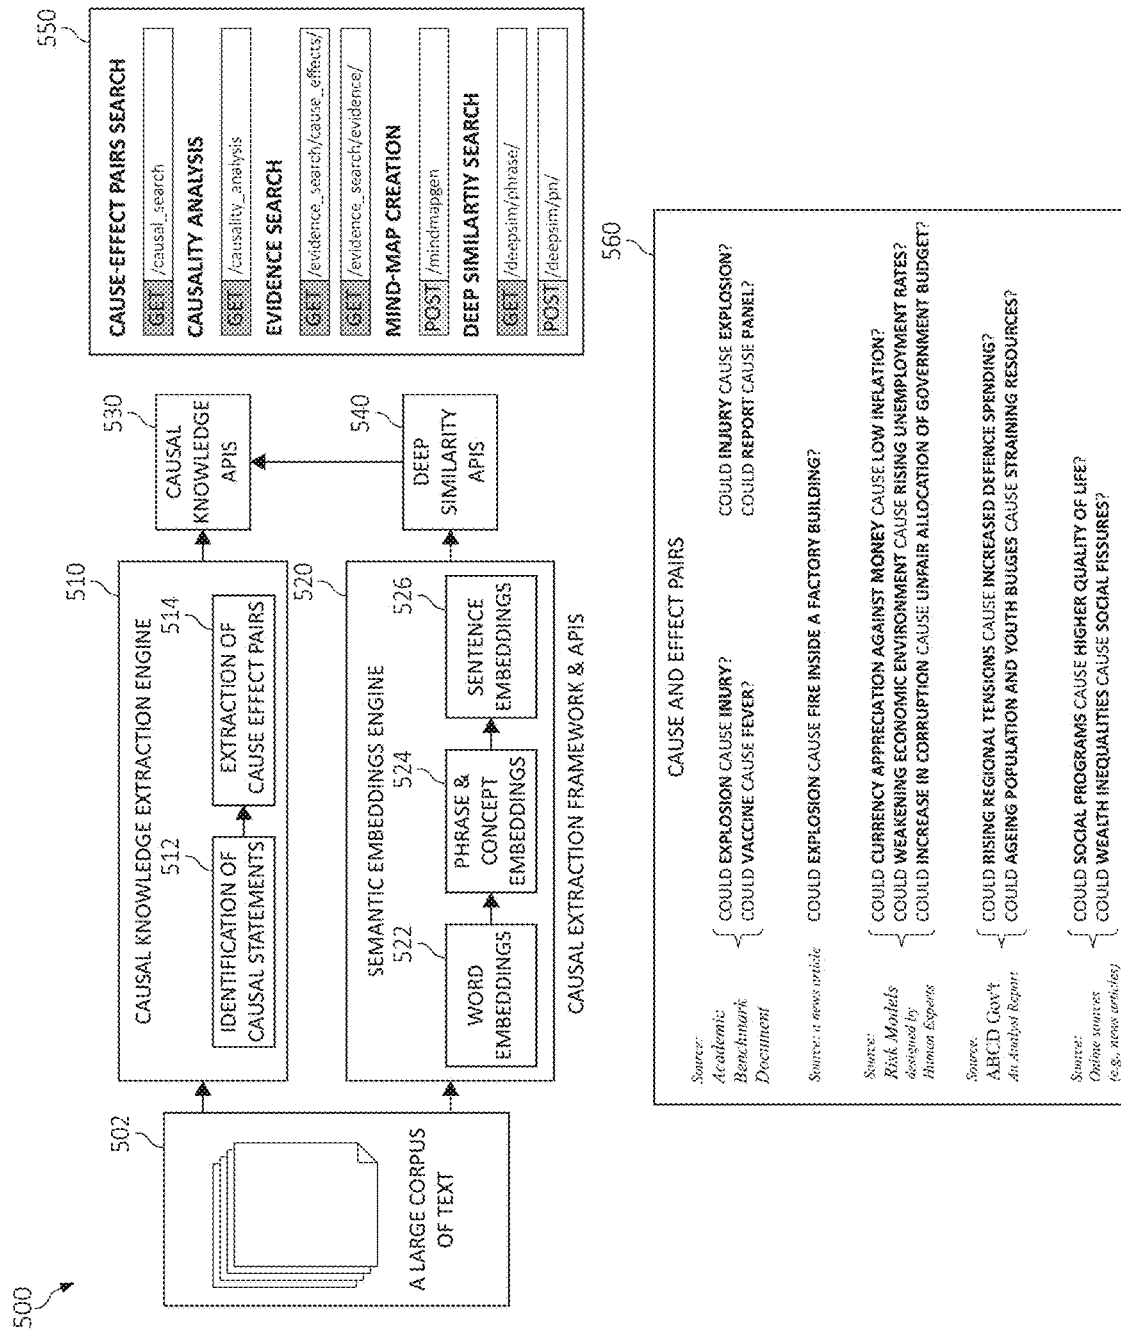 500
502
A LARGE CORPUS
OF TEXT
510
CAUSAL KNOWLEDGE EXTRACTION ENGINE
512
IDENTIFICATION OF
CAUSAL STATEMENTS
514
EXTRACTION OF
CAUSE EFFECT PAIRS
520
SEMANTIC EMBEDDINGS ENGINE
522
WORD
EMBEDDINGS
524
PHRASE &
CONCEPT
EMBEDDINGS
526
SENTENCE
EMBEDDINGS
CAUSAL EXTRACTION FRAMEWORK & APIS
530
CAUSAL
KNOWLEDGE
APIS
540
DEEP
SIMILARITY
APIS
550
CAUSE-EFFECT PAIRS SEARCH
GET /causal_search
CAUSALITY ANALYSIS
GET /causality_analysis
EVIDENCE SEARCH
GET /evidence_search/cause_effects/
GET /evidence_search/evidence/
MIND-MAP CREATION
POST /mindmapgen
DEEP SIMILARTIY SEARCH
GET /deepsim/phrase/
POST /deepsim/pn/
560
CAUSE AND EFFECT PAIRS
Source:
Academic
Benchmark
Document
COULD EXPLOSION CAUSE INJURY?
COULD VACCINE CAUSE FEVER?
COULD INJURY CAUSE EXPLOSION?
COULD REPORT CAUSE PANEL?
Source: a news article
COULD EXPLOSION CAUSE FIRE INSIDE A FACTORY BUILDING?
Source:
Risk Models
designed by
Human Experts
COULD CURRENCY APPRECIATION AGAINST MONEY CAUSE LOW INFLATION?
COULD WEAKENING ECONOMIC ENVIRONMENT CAUSE RISING UNEMPLOYMENT RATES?
COULD INCREASE IN CORRUPTION CAUSE UNFAIR ALLOCATION OF GOVERNMENT BUDGET?
Source.
ABCD Gov't
An Analyst Report
COULD RISING REGIONAL TENSIONS CAUSE INCREASED DEFENCE SPENDING?
COULD AGEING POPULATION AND YOUTH BULGES CAUSE STRAINING RESOURCES?
Source:
Online sources
(e.g., news articles)
COULD SOCIAL PROGRAMS CAUSE HIGHER QUALITY OF LIFE?
COULD WEALTH INEQUALITIES CAUSE SOCIAL FISSURES?